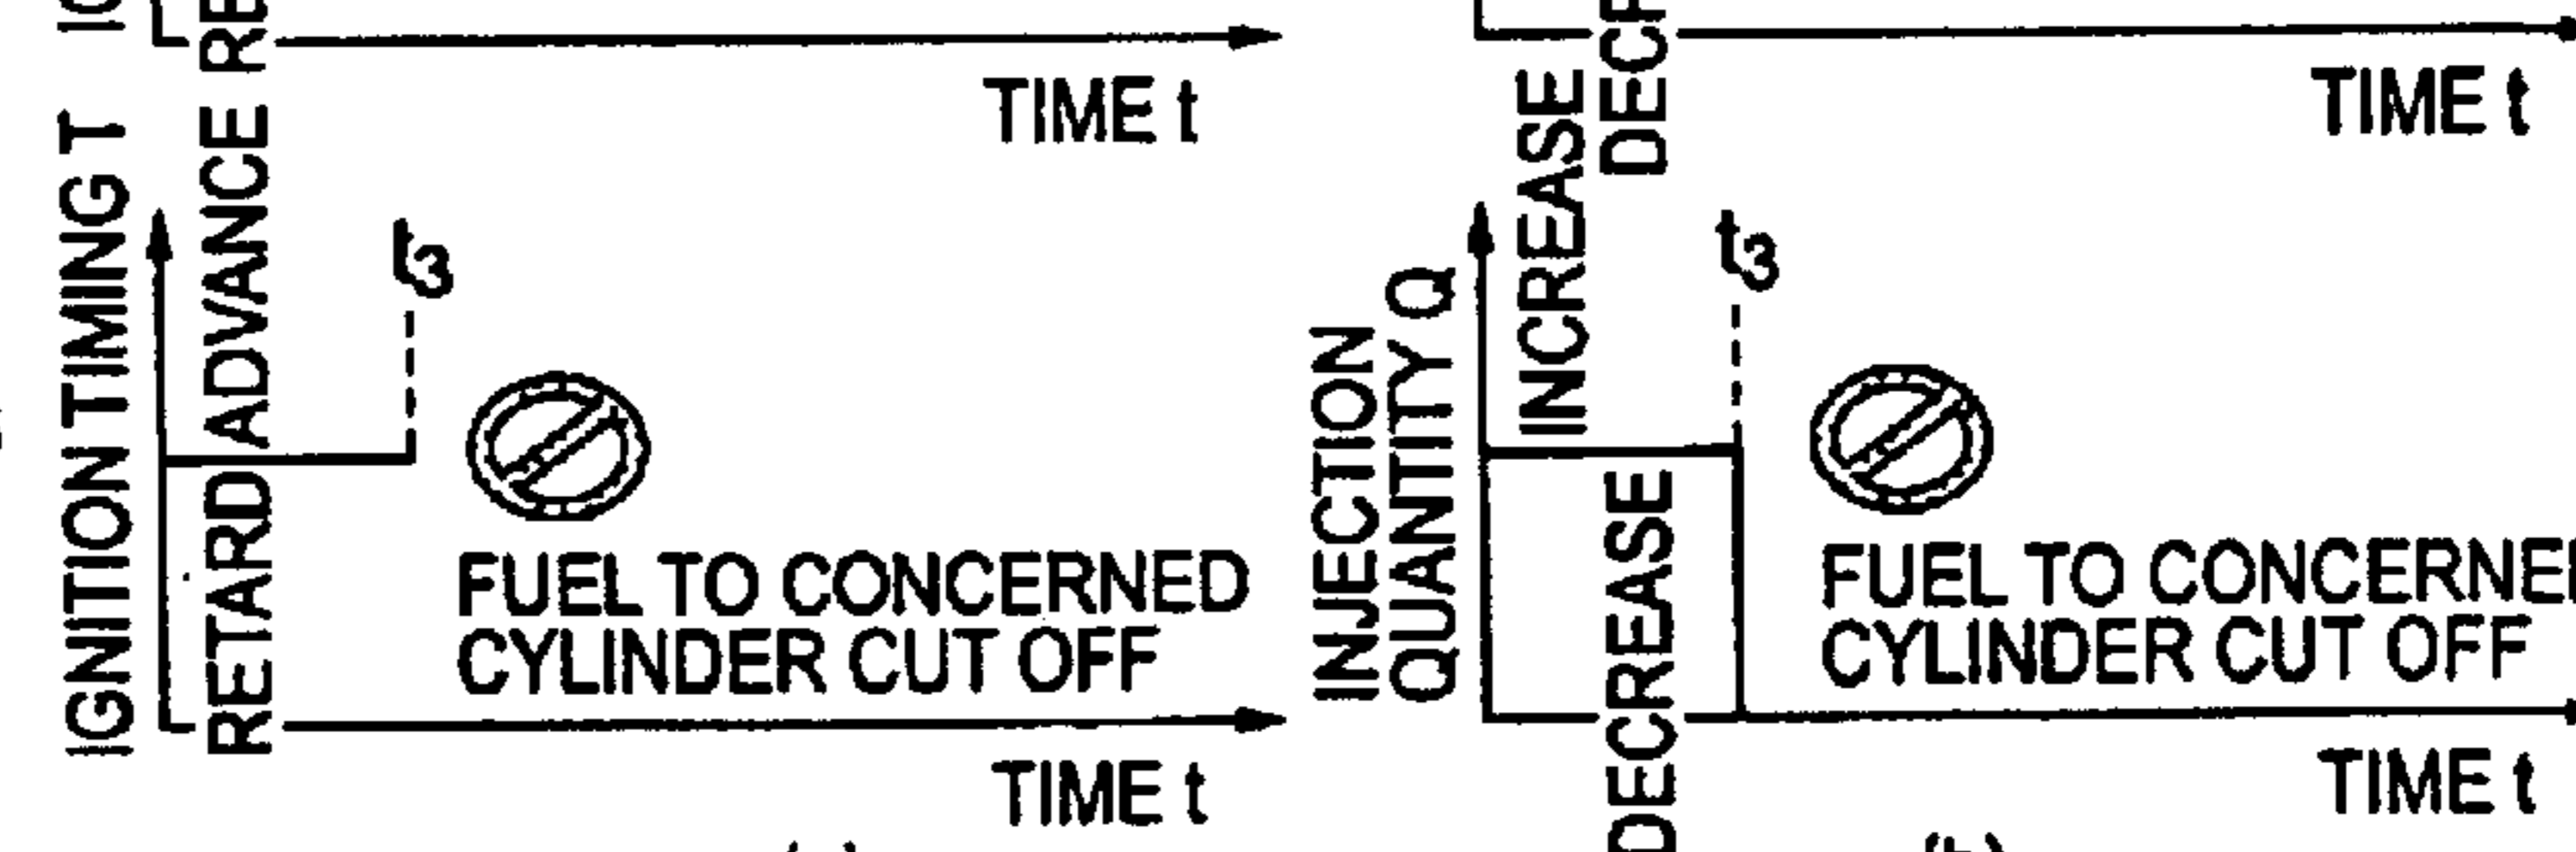 TIME t
TIME t
IGNITION TIMING T
RETARD ADVANCE
t3
FUEL TO CONCERNED
CYLINDER CUT OFF
TIME t
INJECTION
QUANTITY Q
INCREASE
DECREASE
t3
FUEL TO CONCERNE
CYLINDER CUT OFF
TIME t